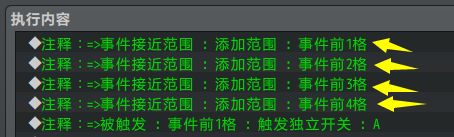 执行内容
◆注释：=>事件接近范围 : 添加范围 : 事件前1格
◆注释：=>事件接近范围 : 添加范围 : 事件前2格
◆注释：=>事件接近范围 : 添加范围 : 事件前3格
◆注释：=>事件接近范围 : 添加范围 : 事件前4格
◆注释：=>被触发 : 事件前1格 : 触发独立开关 : A